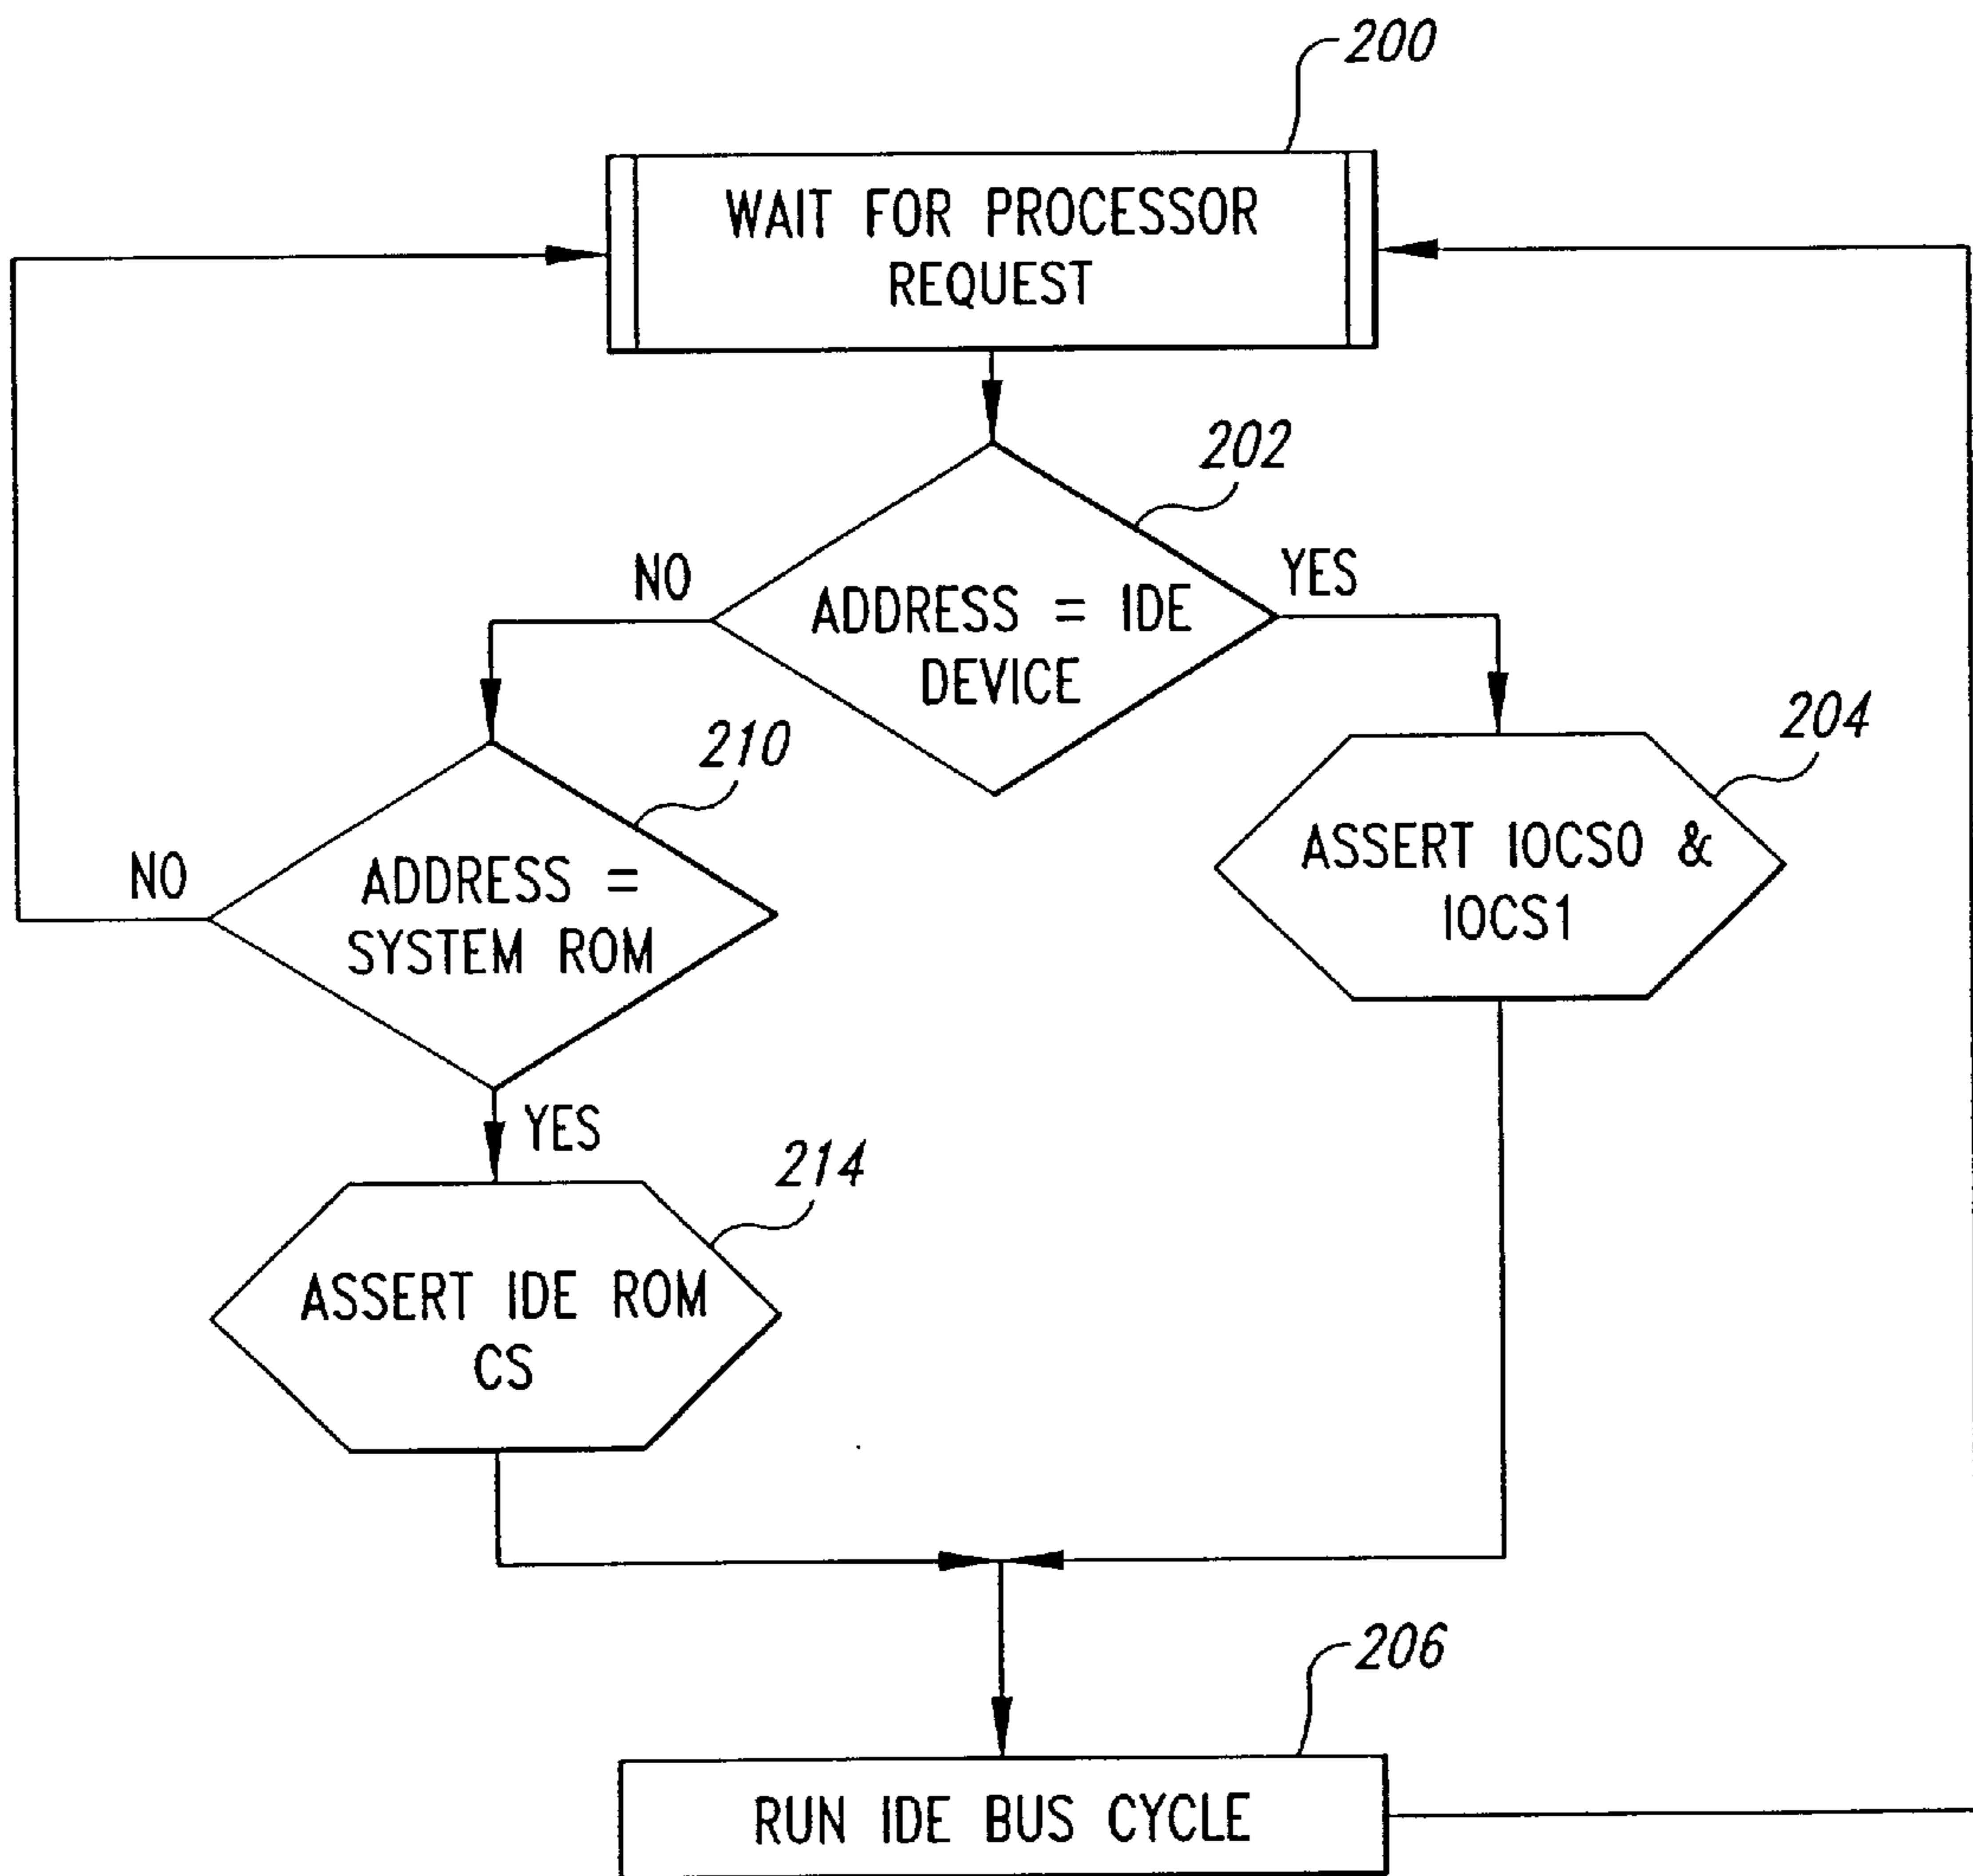 200
WAIT FOR PROCESSOR
REQUEST
202
NO
YES
ADDRESS = IDE
DEVICE
210
204
NO
ADDRESS =
SYSTEM ROM
ASSERT IOCS0 &
IOCS1
YES
214
ASSERT IDE ROM
CS
206
RUN IDE BUS CYCLE